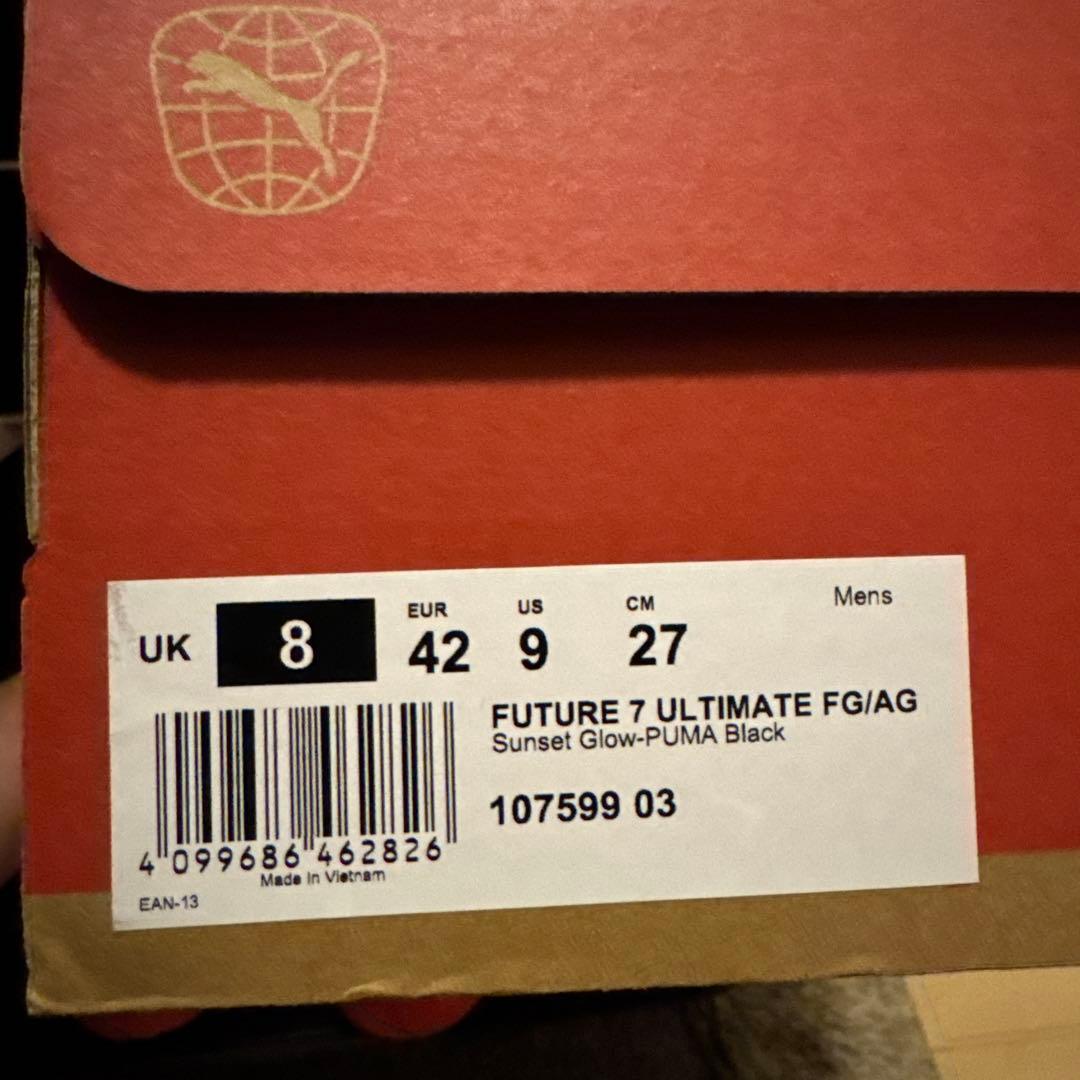 UK 8 EUR 42 US 9 CM 27 Mens
FUTURE 7 ULTIMATE FG/AG
Sunset Glow-PUMA Black
107599 03
4 099686 462826
Made In Vietnam
EAN-13